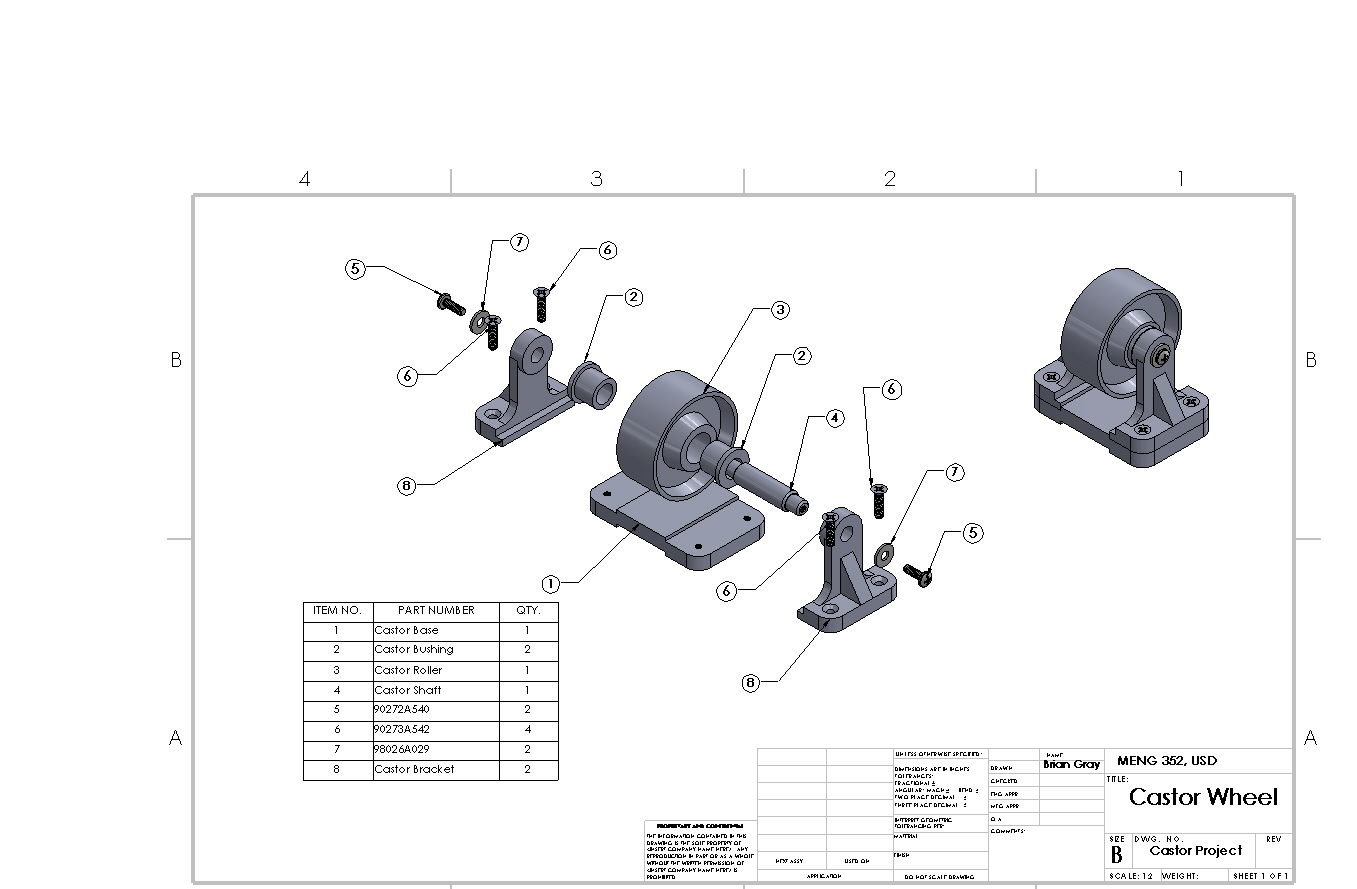 4 3 2 1
7
6
5
2
3
B B
2
6
6
4
7
8
5
1
6
ITEM NO. PART NUMBER QTY.
1 Castor Base 1
2 Castor Bushing 2
3 Castor Roller 1
4 Castor Shaft 1
5 90272A540 2
6 90273A542 4
7 98026A029 2
8 Castor Bracket 2
8
A A
UNLESS OTHERWISE SPECIFIED:
DIMENSIONS ARE IN INCHES
TOLERANCES:
FRACTIONAL ±
ANGULAR: MACH ± BEND ±
TWO PLACE DECIMAL ±
THREE PLACE DECIMAL ±
INTERPRET GEOMETRIC
TOLERANCING PER:
MATERIAL
FINISH
DO NOT SCALE DRAWING
NAME
DRAWN Brian Gray
CHECKED
ENG APPR.
MFG APPR.
Q.A.
COMMENTS:
MENG 352, USD
TITLE:
Castor Wheel
SIZE DWG. NO. REV
B Castor Project
SCALE: 1:2 WEIGHT: SHEET 1 OF 1
PROPRIETARY AND CONFIDENTIAL
THE INFORMATION CONTAINED IN THIS
DRAWING IS THE SOLE PROPERTY OF
<INSERT COMPANY NAME HERE>. ANY
REPRODUCTION IN PART OR AS A WHOLE
WITHOUT THE WRITTEN PERMISSION OF
<INSERT COMPANY NAME HERE> IS
PROHIBITED.
NEXT ASSY USED ON
APPLICATION